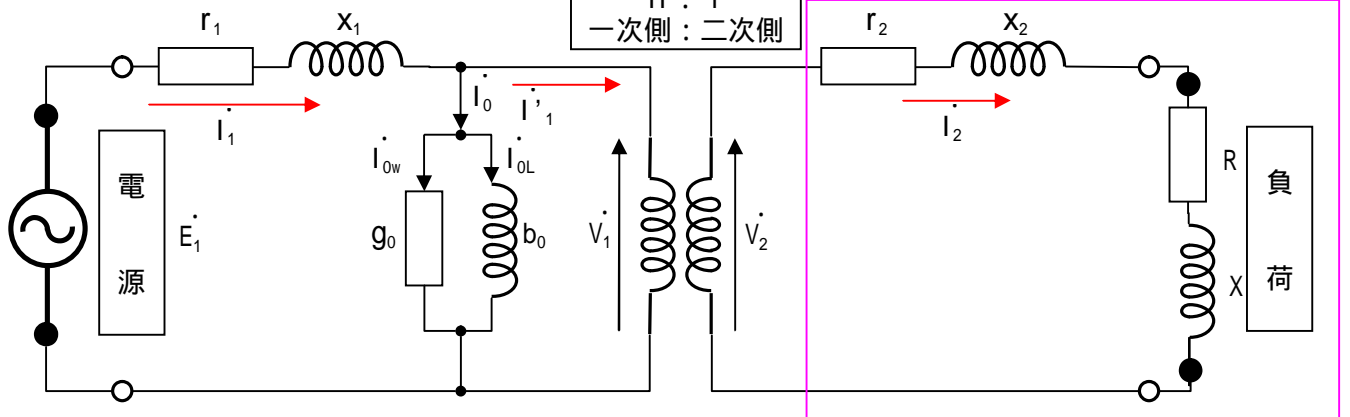 一次側：二次側
r₁
x₁
r₂
x₂
İ₁
İ₀
İ'₁
İ₂
İ₀w
İ₀L
電源
Ė₁
g₀
b₀
V̇₁
V̇₂
R
X
負荷